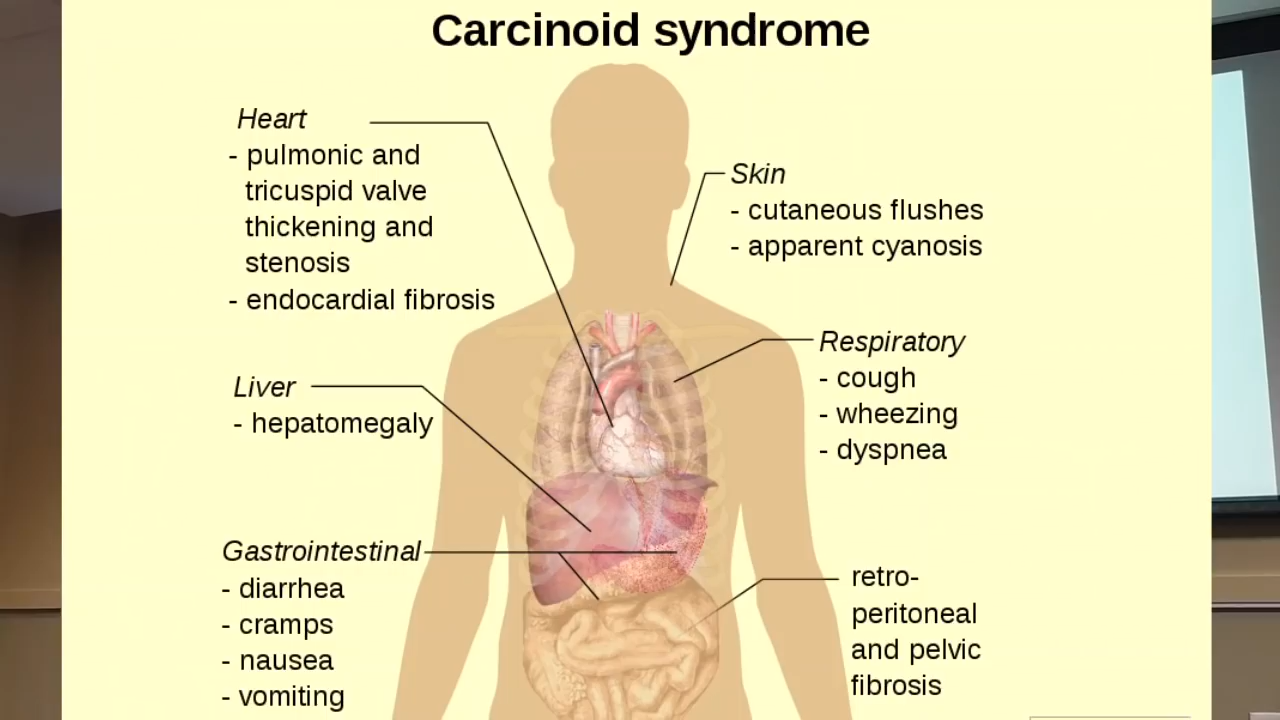 Carcinoid syndrome
Heart
- pulmonic and
tricuspid valve
thickening and
stenosis
- endocardial fibrosis
Liver
- hepatomegaly
Gastrointestinal
- diarrhea
- cramps
- nausea
- vomiting
Skin
- cutaneous flushes
- apparent cyanosis
Respiratory
- cough
- wheezing
- dyspnea
retro-
peritoneal
and pelvic
fibrosis